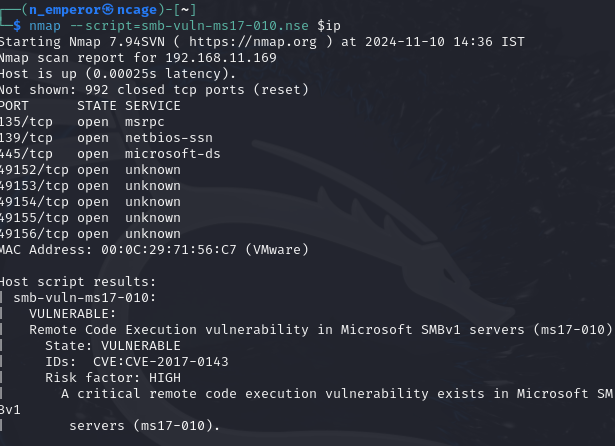 ┌──(n_emperor㉿ncage)-[~]
└─$ nmap --script=smb-vuln-ms17-010.nse $ip
Starting Nmap 7.94SVN ( https://nmap.org ) at 2024-11-10 14:36 IST
Nmap scan report for 192.168.11.169
Host is up (0.00025s latency).
Not shown: 992 closed tcp ports (reset)
PORT      STATE SERVICE
135/tcp   open  msrpc
139/tcp   open  netbios-ssn
445/tcp   open  microsoft-ds
49152/tcp open  unknown
49153/tcp open  unknown
49154/tcp open  unknown
49155/tcp open  unknown
49156/tcp open  unknown
MAC Address: 00:0C:29:71:56:C7 (VMware)
Host script results:
| smb-vuln-ms17-010:
|   VULNERABLE:
|   Remote Code Execution vulnerability in Microsoft SMBv1 servers (ms17-010)
|     State: VULNERABLE
|     IDs:  CVE:CVE-2017-0143
|     Risk factor: HIGH
|       A critical remote code execution vulnerability exists in Microsoft SM
Bv1
|        servers (ms17-010).